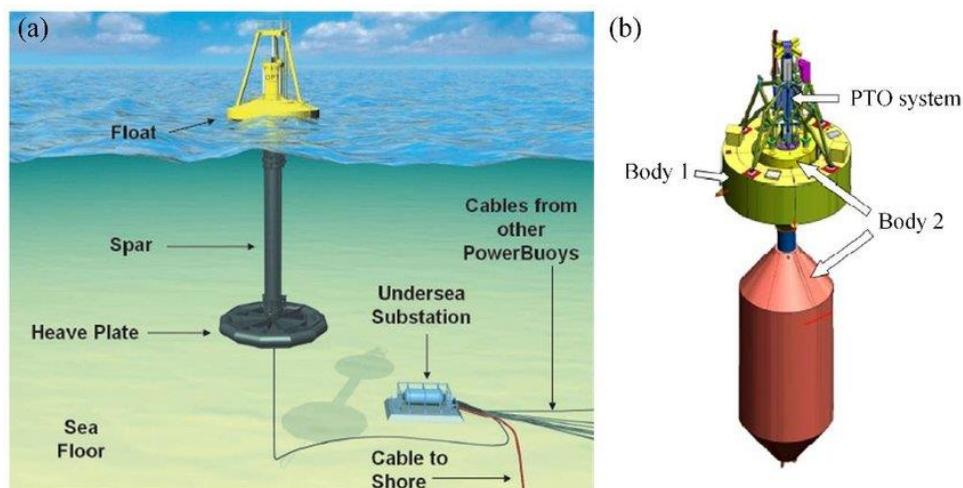 (a)
OPT
Float
Spar
Heave Plate
Sea
Floor
Cables from
other
PowerBuoys
Undersea
Substation
Cable to
Shore
(b)
PTO system
Body 1
Body 2